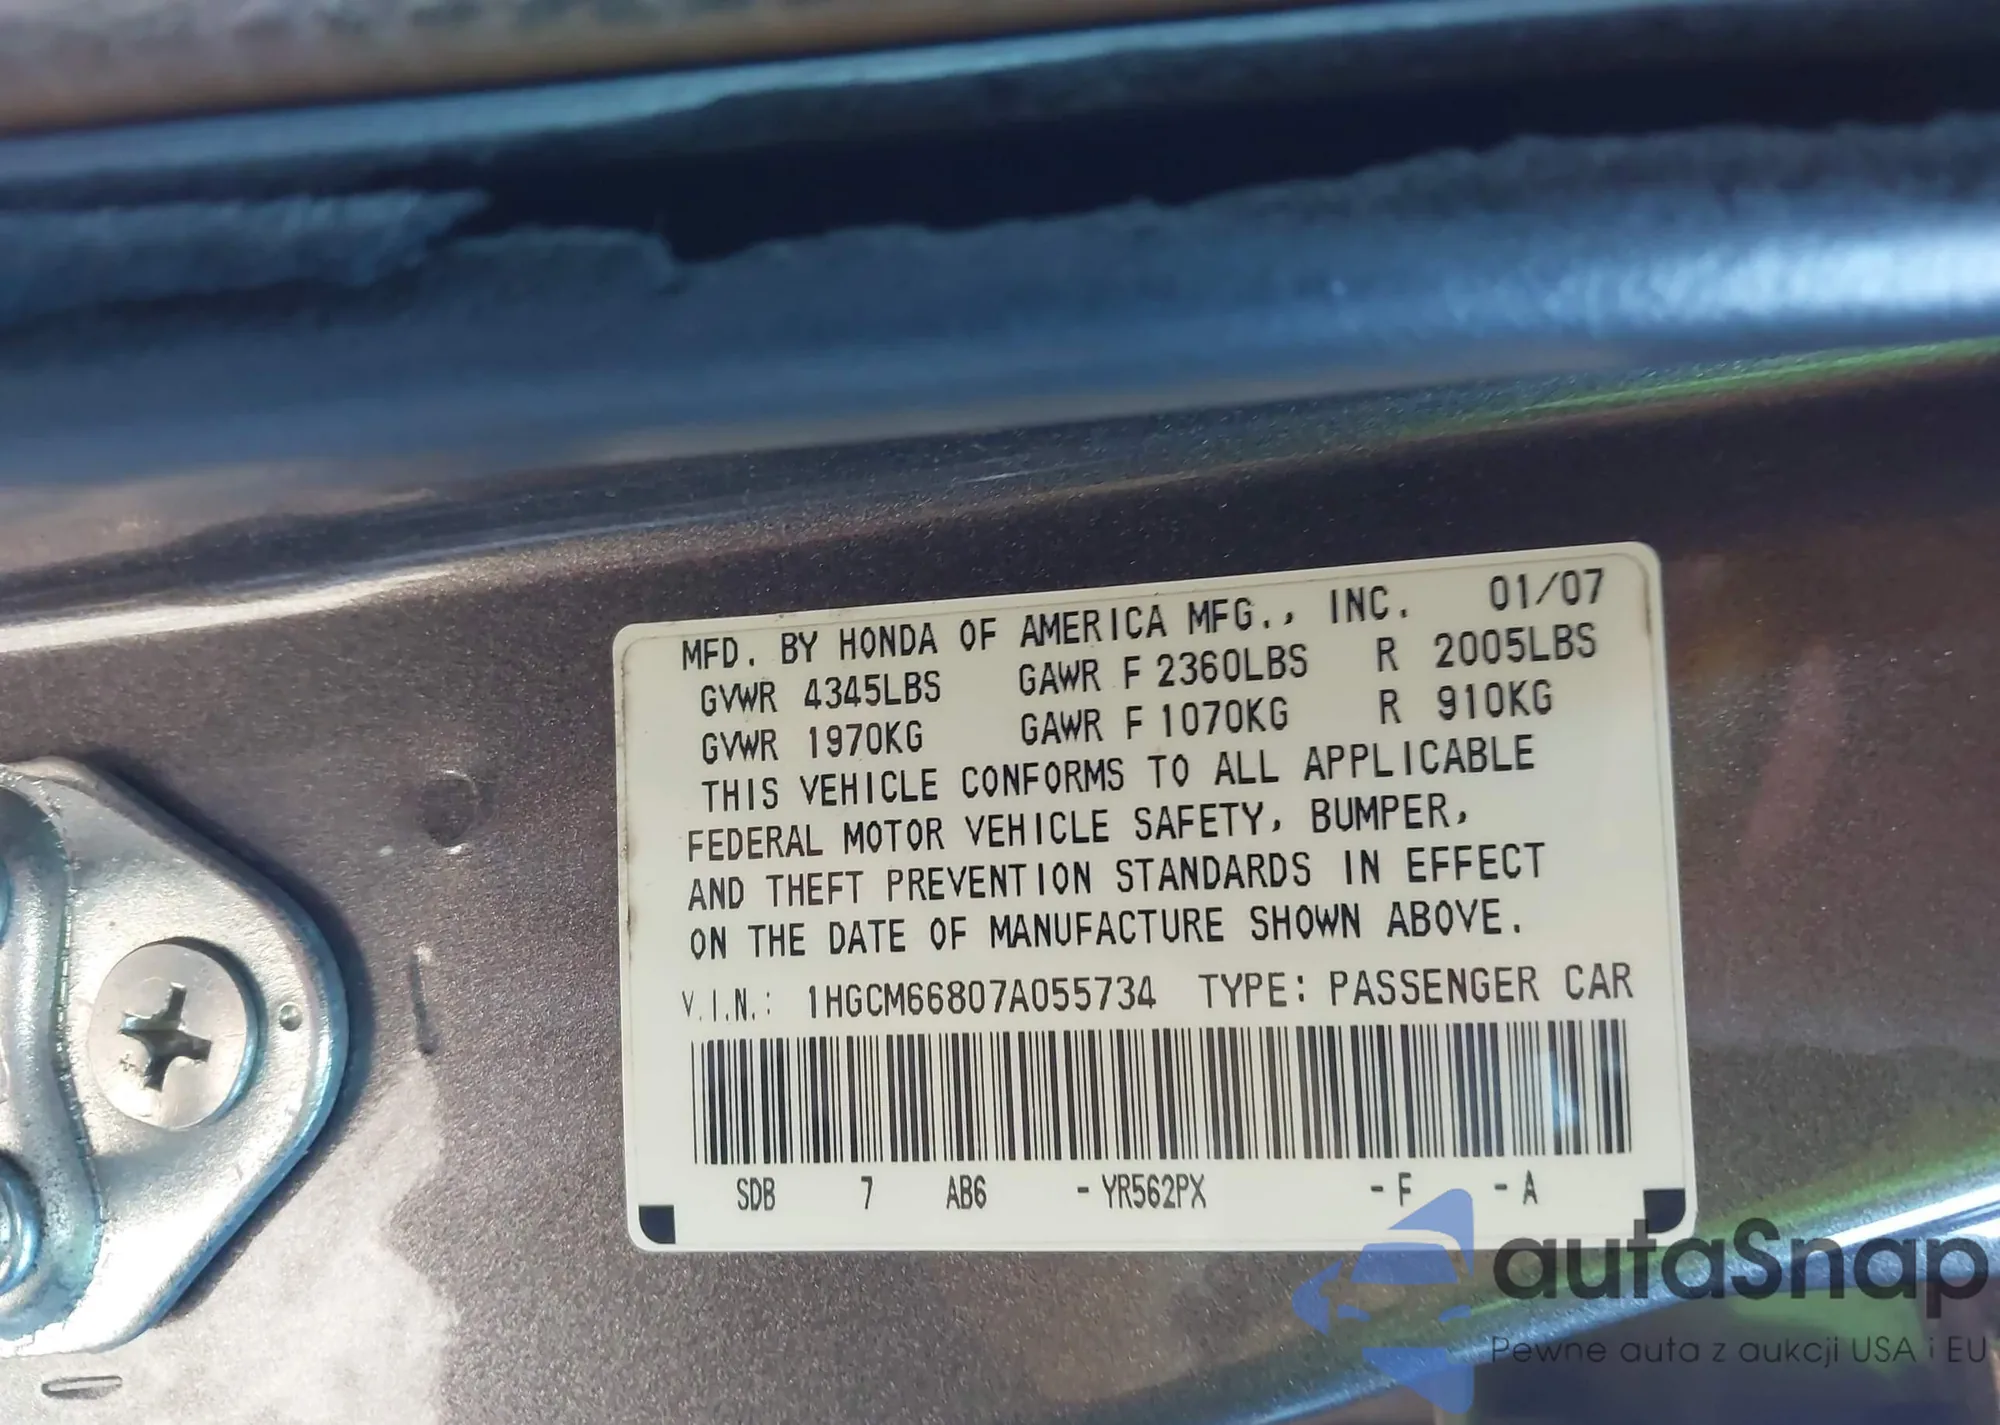 MFD. BY HONDA OF AMERICA MFG., INC. 01/07
GVWR 4345LBS GAWR F 2360LBS R 2005LBS
GVWR 1970KG GAWR F 1070KG R 910KG
THIS VEHICLE CONFORMS TO ALL APPLICABLE
FEDERAL MOTOR VEHICLE SAFETY, BUMPER,
AND THEFT PREVENTION STANDARDS IN EFFECT
ON THE DATE OF MANUFACTURE SHOWN ABOVE.
V.I.N.: 1HGCM66807A055734 TYPE: PASSENGER CAR
SDB 7 AB6 - YR562PX - F - A
autaSnap
Pewne auta z aukcji USA i EU